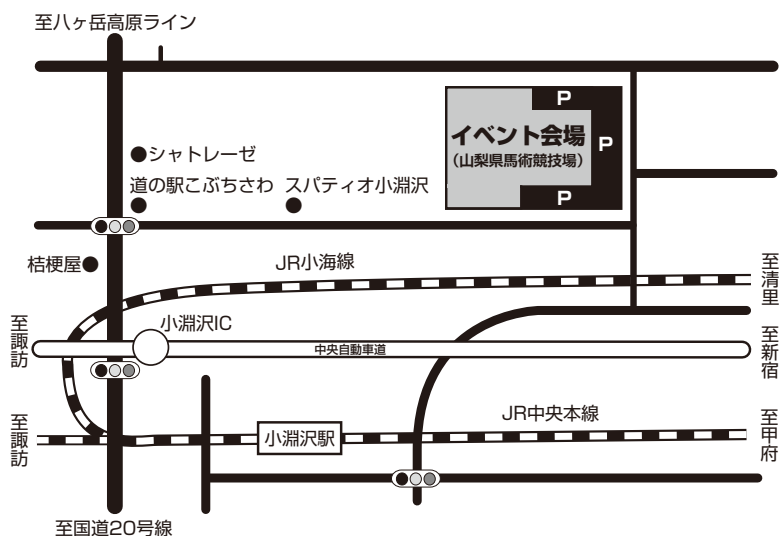 至八ヶ岳高原ライン
P
イベント会場
（山梨県馬術競技場）
P
P
●シャトレーゼ
道の駅こぶちさわ
スパティオ小淵沢
桔梗屋●
JR小海線
至清里
小淵沢IC
至諏訪
中央自動車道
至新宿
JR中央本線
至諏訪
小淵沢駅
至甲府
至国道20号線